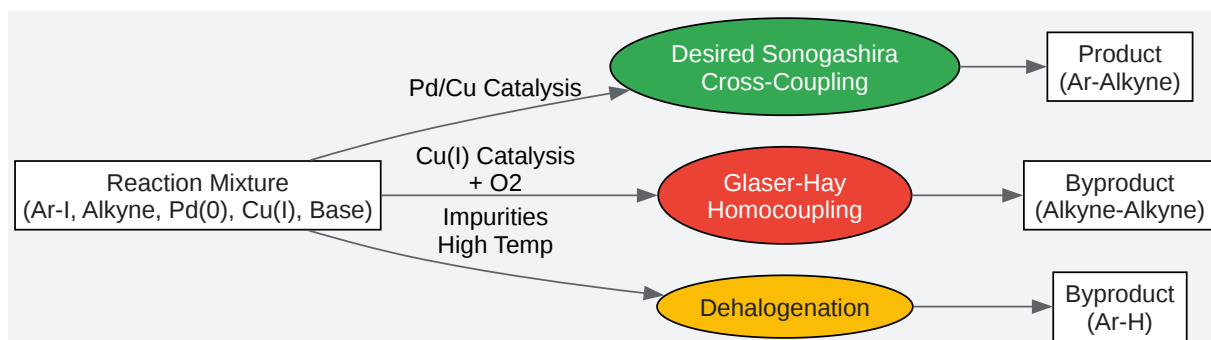 Reaction Mixture
(Ar-I, Alkyne, Pd(0), Cu(I), Base)
Pd/Cu Catalysis
Desired Sonogashira
Cross-Coupling
Product
(Ar-Alkyne)
Cu(I) Catalysis
+ O2
Glaser-Hay
Homocoupling
Byproduct
(Alkyne-Alkyne)
Impurities
High Temp
Dehalogenation
Byproduct
(Ar-H)